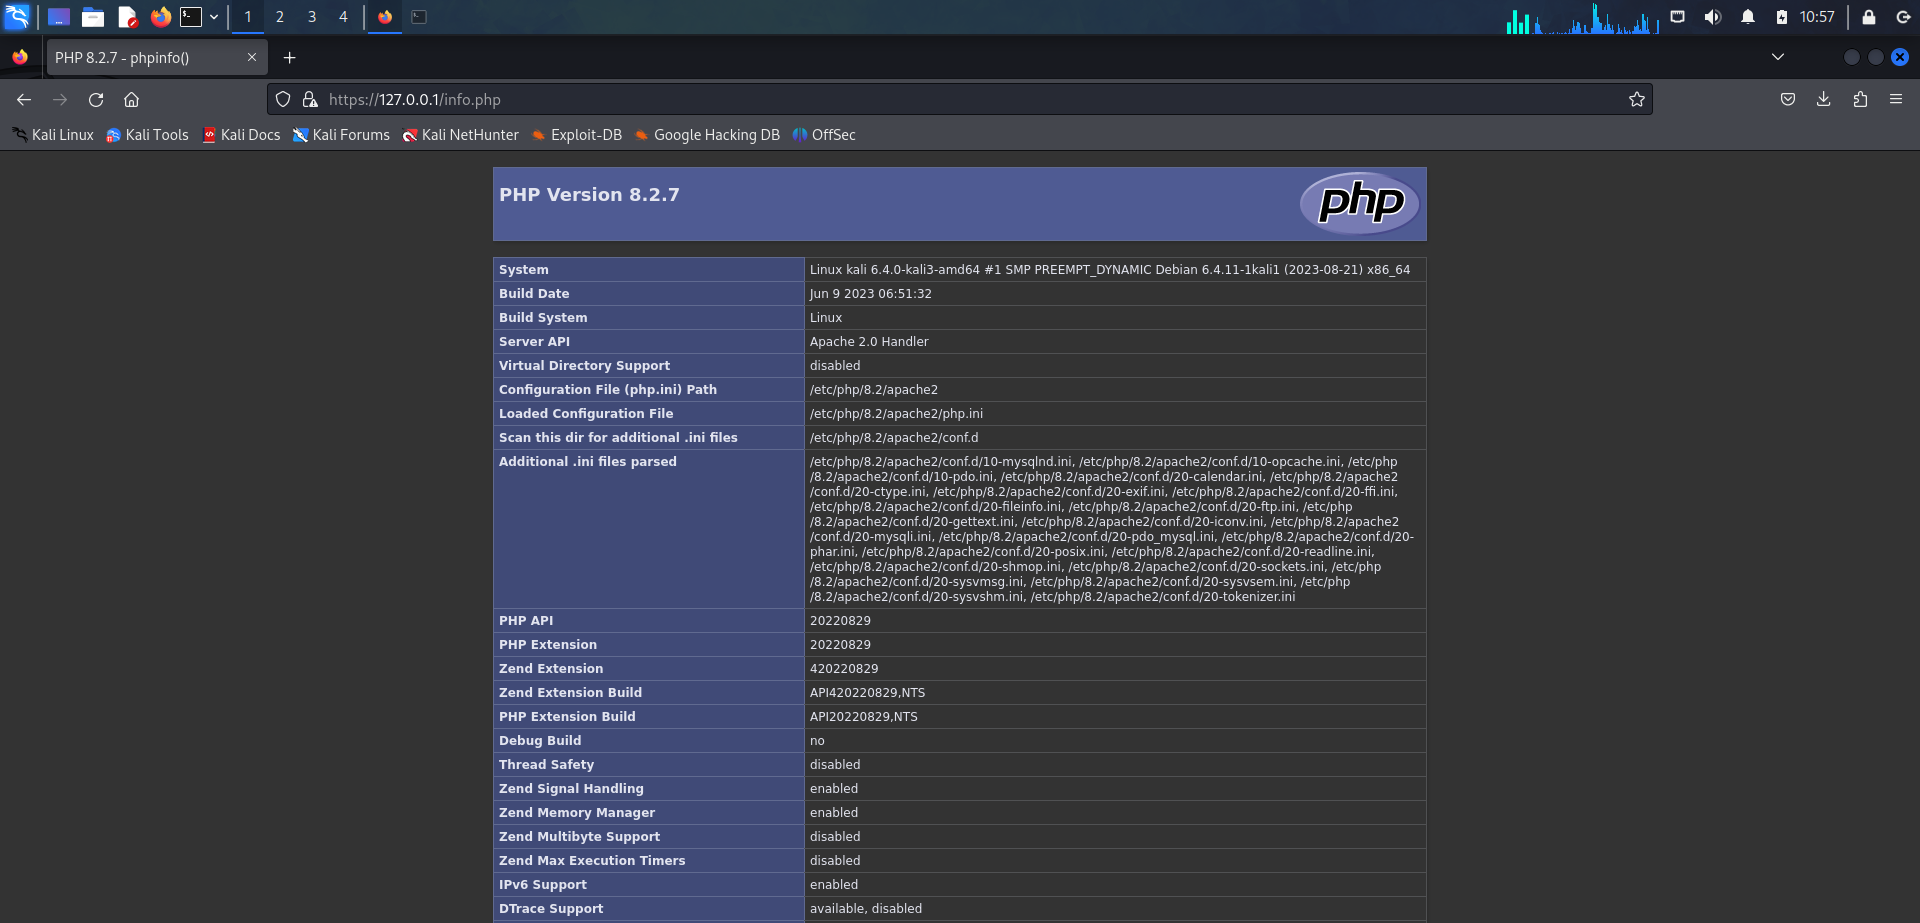 1 2 3 4 10:57
PHP 8.2.7 - phpinfo()
https://127.0.0.1/info.php
Kali Linux Kali Tools Kali Docs Kali Forums Kali NetHunter Exploit-DB Google Hacking DB OffSec
PHP Version 8.2.7 php
System Linux kali 6.4.0-kali3-amd64 #1 SMP PREEMPT_DYNAMIC Debian 6.4.11-1kali1 (2023-08-21) x86_64
Build Date Jun 9 2023 06:51:32
Build System Linux
Server API Apache 2.0 Handler
Virtual Directory Support disabled
Configuration File (php.ini) Path /etc/php/8.2/apache2
Loaded Configuration File /etc/php/8.2/apache2/php.ini
Scan this dir for additional .ini files /etc/php/8.2/apache2/conf.d
Additional .ini files parsed /etc/php/8.2/apache2/conf.d/10-mysqlnd.ini, /etc/php/8.2/apache2/conf.d/10-opcache.ini, /etc/php
/8.2/apache2/conf.d/10-pdo.ini, /etc/php/8.2/apache2/conf.d/20-calendar.ini, /etc/php/8.2/apache2
/conf.d/20-ctype.ini, /etc/php/8.2/apache2/conf.d/20-exif.ini, /etc/php/8.2/apache2/conf.d/20-ffi.ini,
/etc/php/8.2/apache2/conf.d/20-fileinfo.ini, /etc/php/8.2/apache2/conf.d/20-ftp.ini, /etc/php
/8.2/apache2/conf.d/20-gettext.ini, /etc/php/8.2/apache2/conf.d/20-iconv.ini, /etc/php/8.2/apache2
/conf.d/20-mysqli.ini, /etc/php/8.2/apache2/conf.d/20-pdo_mysql.ini, /etc/php/8.2/apache2/conf.d/20-
phar.ini, /etc/php/8.2/apache2/conf.d/20-posix.ini, /etc/php/8.2/apache2/conf.d/20-readline.ini,
/etc/php/8.2/apache2/conf.d/20-shmop.ini, /etc/php/8.2/apache2/conf.d/20-sockets.ini, /etc/php
/8.2/apache2/conf.d/20-sysvmsg.ini, /etc/php/8.2/apache2/conf.d/20-sysvsem.ini, /etc/php
/8.2/apache2/conf.d/20-sysvshm.ini, /etc/php/8.2/apache2/conf.d/20-tokenizer.ini
PHP API 20220829
PHP Extension 20220829
Zend Extension 420220829
Zend Extension Build API420220829,NTS
PHP Extension Build API20220829,NTS
Debug Build no
Thread Safety disabled
Zend Signal Handling enabled
Zend Memory Manager enabled
Zend Multibyte Support disabled
Zend Max Execution Timers disabled
IPv6 Support enabled
DTrace Support available, disabled